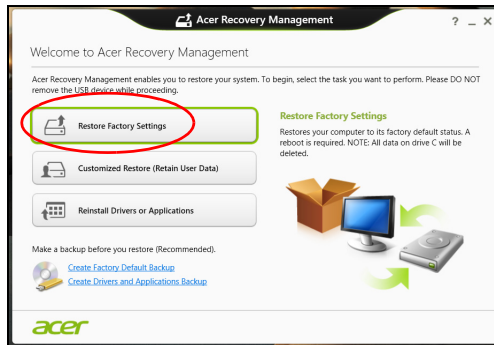 Acer Recovery Management
? _ X
Welcome to Acer Recovery Management
Acer Recovery Management enables you to restore your system. To begin, select the task you want to perform. Please DO NOT
remove the USB device while proceeding.
Restore Factory Settings
Customized Restore (Retain User Data)
Reinstall Drivers or Applications
Restore Factory Settings
Restores your computer to its factory default status. A
reboot is required. NOTE: All data on drive C will be
deleted.
Make a backup before you restore (Recommended).
Create Factory Default Backup
Create Drivers and Applications Backup
acer